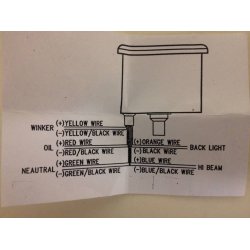 WINKER (+)YELLOW WIRE
(-)YELLOW/BLACK WIRE
OIL (+)RED WIRE
(-)RED/BLACK WIRE
NEAUTRAL (+)GREEN WIRE
(-)GREEN/BLACK WIRE
(+)ORANGE WIRE
BACK LIGHT
(-)BLACK WIRE
(+)BLUE WIRE
HI BEAM
(-)BLUE/BLACK WIRE